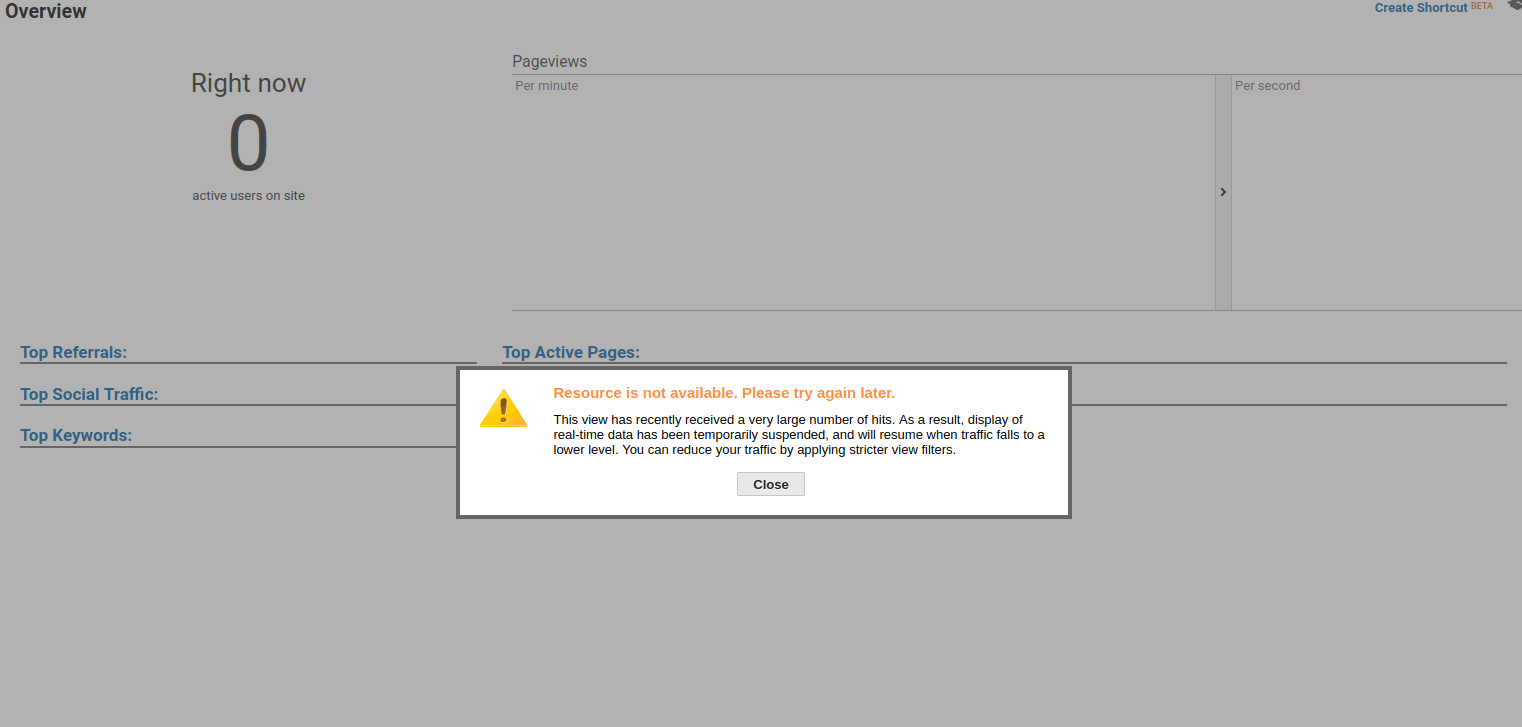 Overview
Create Shortcut BETA
Right now
0
active users on site
Pageviews
Per minute
Per second
Top Referrals:
Top Active Pages:
Top Social Traffic:
Top Keywords:
Resource is not available. Please try again later.
This view has recently received a very large number of hits. As a result, display of
real-time data has been temporarily suspended, and will resume when traffic falls to a
lower level. You can reduce your traffic by applying stricter view filters.
Close